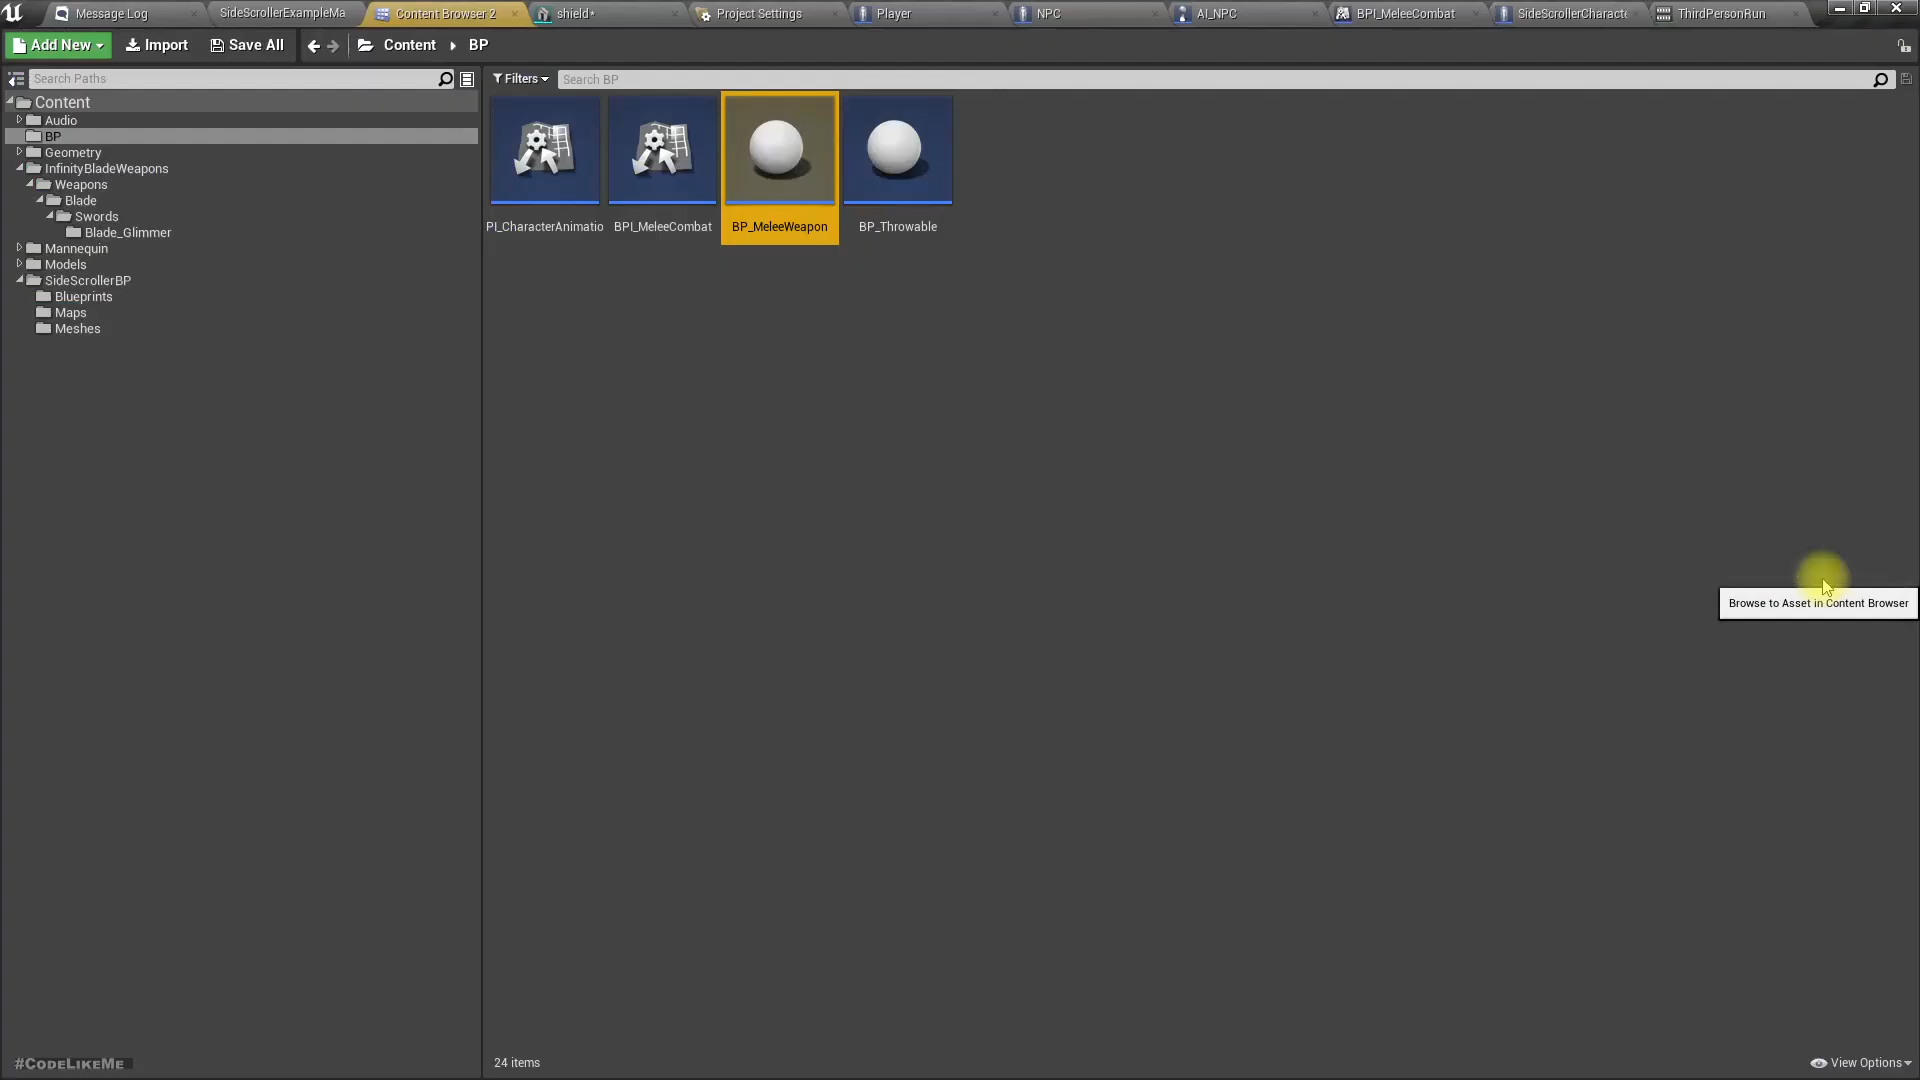 Message Log
SideScrollerExampleMa
Content Browser 2
shield*
Project Settings
Player
NPC
AI_NPC
BPI_MeleeCombat
SideScrollerCharacte
ThirdPersonRun
Add New
Import
Save All
Content
BP
Search Paths
Filters
Search BP
Content
Audio
BP
Geometry
InfinityBladeWeapons
Weapons
Blade
Swords
Blade_Glimmer
Mannequin
Models
SideScrollerBP
Blueprints
Maps
Meshes
PI_CharacterAnimatio
BPI_MeleeCombat
BP_MeleeWeapon
BP_Throwable
Browse to Asset in Content Browser
#CodeLikeMe
24 items
View Options